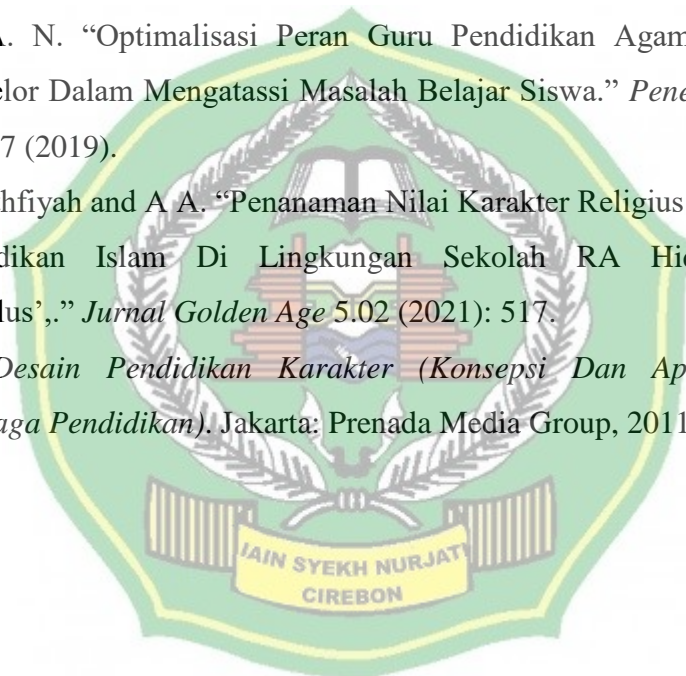 A. N. “Optimalisasi Peran Guru Pendidikan Agam
elor Dalam Mengatassi Masalah Belajar Siswa.” Pene
7 (2019).
hfiyah and A A. “Penanaman Nilai Karakter Religius
dikan Islam Di Lingkungan Sekolah RA Hid
lus’,.” Jurnal Golden Age 5.02 (2021): 517.
Desain Pendidikan Karakter (Konsepsi Dan Ap
aga Pendidikan). Jakarta: Prenada Media Group, 2011
IAIN SYEKH NURJATI
CIREBON